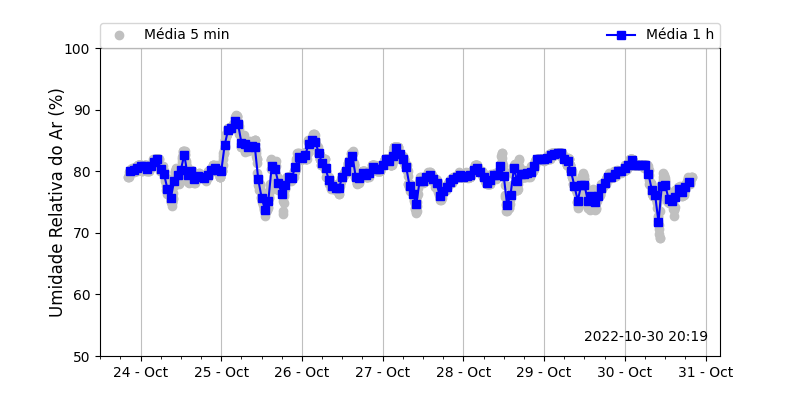 Média 5 min Média 1 h
Umidade Relativa do Ar (%)
100
90
80
70
60
50
2022-10-30 20:19
24 - Oct 25 - Oct 26 - Oct 27 - Oct 28 - Oct 29 - Oct 30 - Oct 31 - Oct